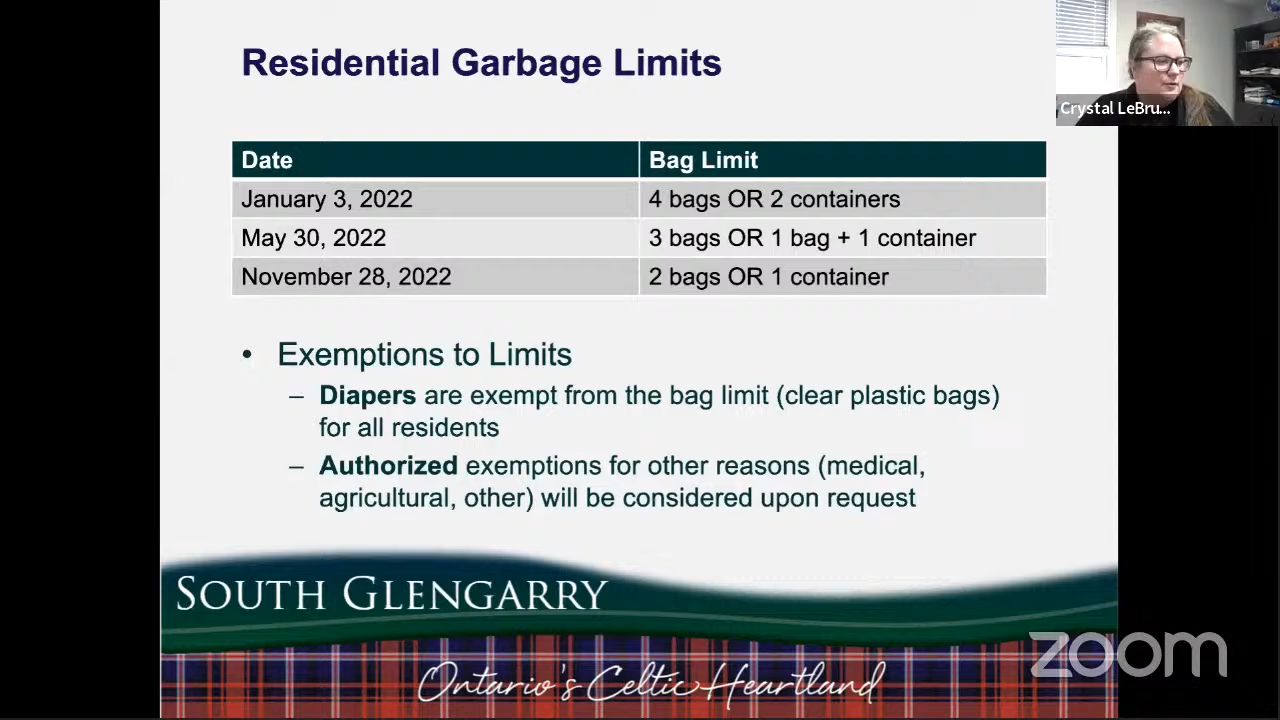 Residential Garbage Limits
Crystal LeBru...
Date Bag Limit
January 3, 2022 4 bags OR 2 containers
May 30, 2022 3 bags OR 1 bag + 1 container
November 28, 2022 2 bags OR 1 container
• Exemptions to Limits
– Diapers are exempt from the bag limit (clear plastic bags)
for all residents
– Authorized exemptions for other reasons (medical,
agricultural, other) will be considered upon request
SOUTH GLENGARRY
zoom
Ontario's Celtic Heartland